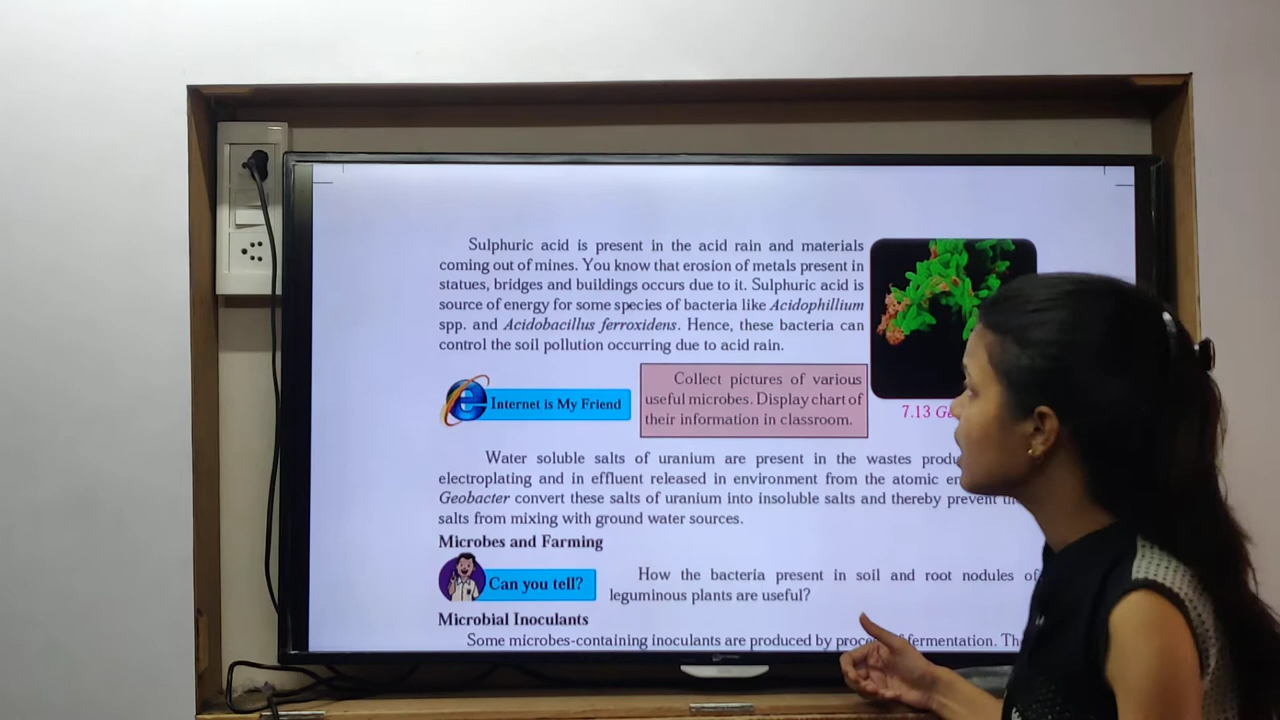 Sulphuric acid is present in the acid rain and materials
coming out of mines. You know that erosion of metals present in
statues, bridges and buildings occurs due to it. Sulphuric acid is
source of energy for some species of bacteria like Acidophillium
spp. and Acidobacillus ferroxidens. Hence, these bacteria can
control the soil pollution occurring due to acid rain.
Internet is My Friend
Collect pictures of various
useful microbes. Display chart of
their information in classroom.
7.13
Water soluble salts of uranium are present in the wastes
electroplating and in effluent released in environment from the atomic
Geobacter convert these salts of uranium into insoluble salts and thereby prevent
salts from mixing with ground water sources.
Microbes and Farming
Can you tell?
How the bacteria present in soil and root nodules of
leguminous plants are useful?
Microbial Inoculants
Some microbes-containing inoculants are produced by fermentation.